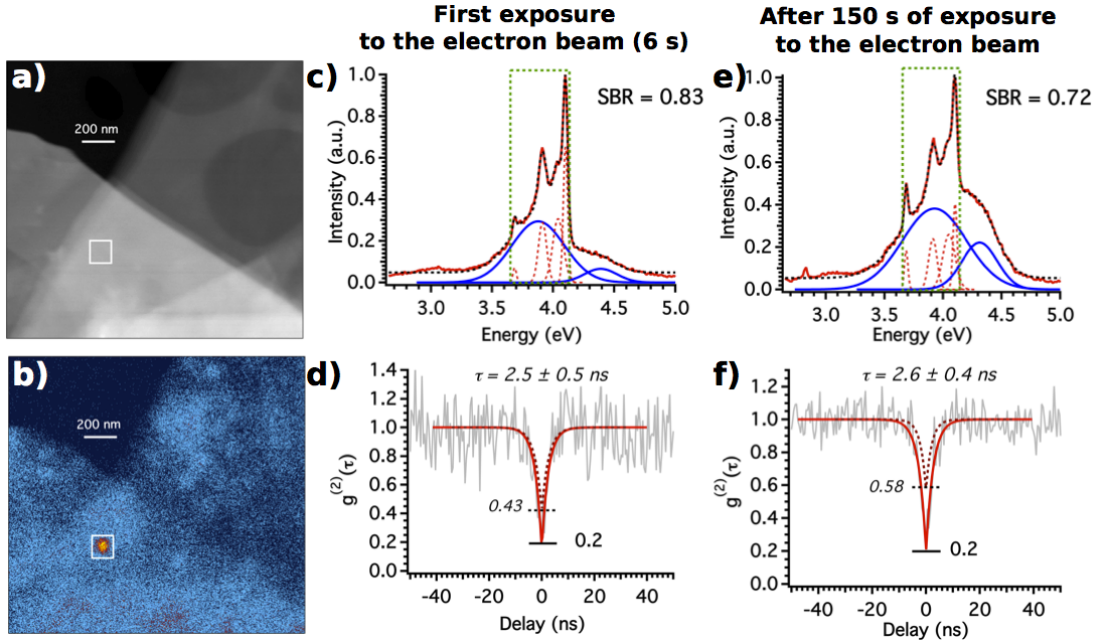 First exposure
to the electron beam (6 s)
After 150 s of exposure
to the electron beam
a)
200 nm
b)
200 nm
c)
SBR = 0.83
Intensity (a.u.)
1.0
0.8
0.6
0.4
0.2
0.0
3.0 3.5 4.0 4.5 5.0
Energy (eV)
e)
SBR = 0.72
Intensity (a.u.)
1.0
0.8
0.6
0.4
0.2
0.0
3.0 3.5 4.0 4.5 5.0
Energy (eV)
d)
τ = 2.5 ± 0.5 ns
g(2)(τ)
1.4
1.2
1.0
0.8
0.6
0.4
0.2
0.0
0.43
0.2
-40 -20 0 20 40
Delay (ns)
f)
τ = 2.6 ± 0.4 ns
g(2)(τ)
1.2
1.0
0.8
0.6
0.4
0.2
0.0
0.58
0.2
-40 -20 0 20 40
Delay (ns)